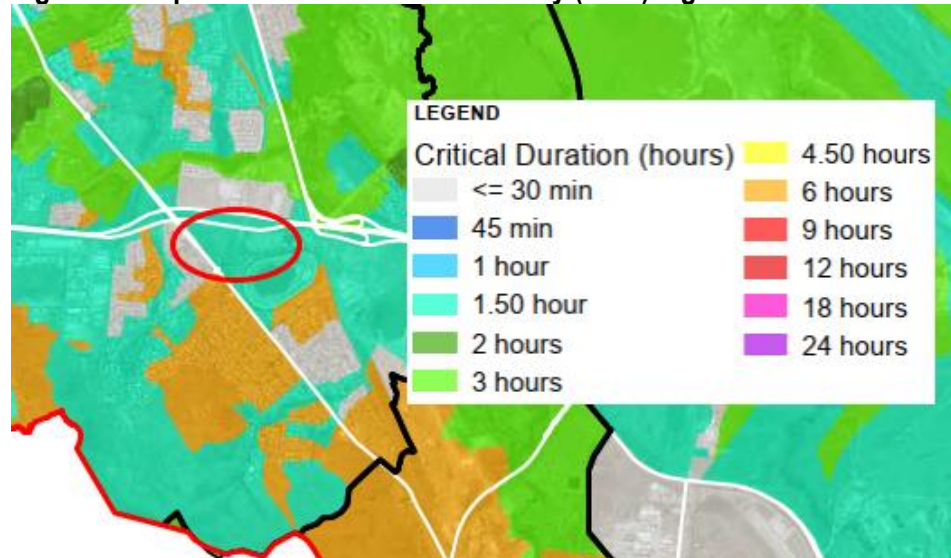 LEGEND
Critical Duration (hours)
<= 30 min
45 min
1 hour
1.50 hour
2 hours
3 hours
4.50 hours
6 hours
9 hours
12 hours
18 hours
24 hours